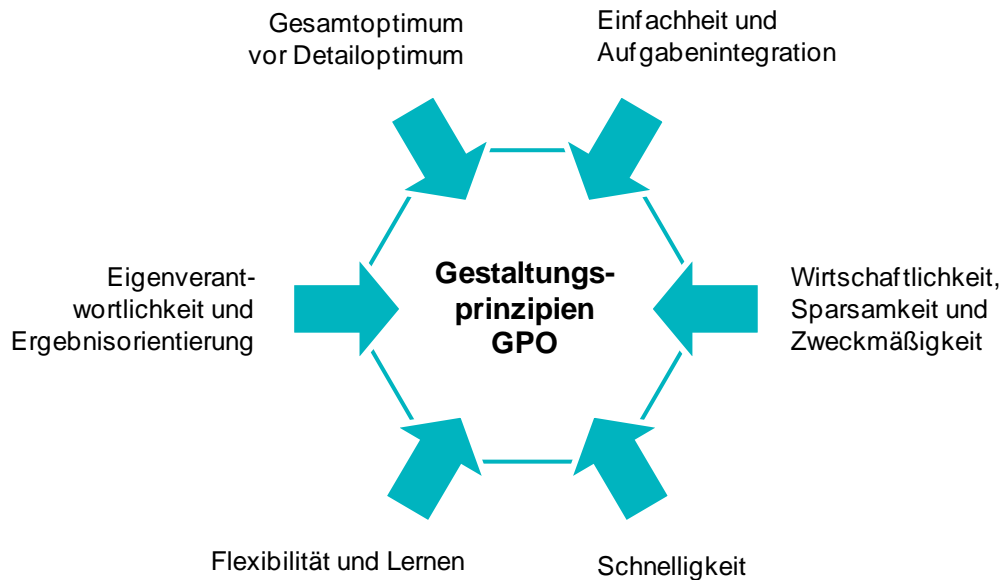 Gesamtoptimum
vor Detailoptimum
Einfachheit und
Aufgabenintegration
Eigenverant-
wortlichkeit und
Ergebnisorientierung
Gestaltungs-
prinzipien
GPO
Wirtschaftlichkeit,
Sparsamkeit und
Zweckmäßigkeit
Flexibilität und Lernen
Schnelligkeit